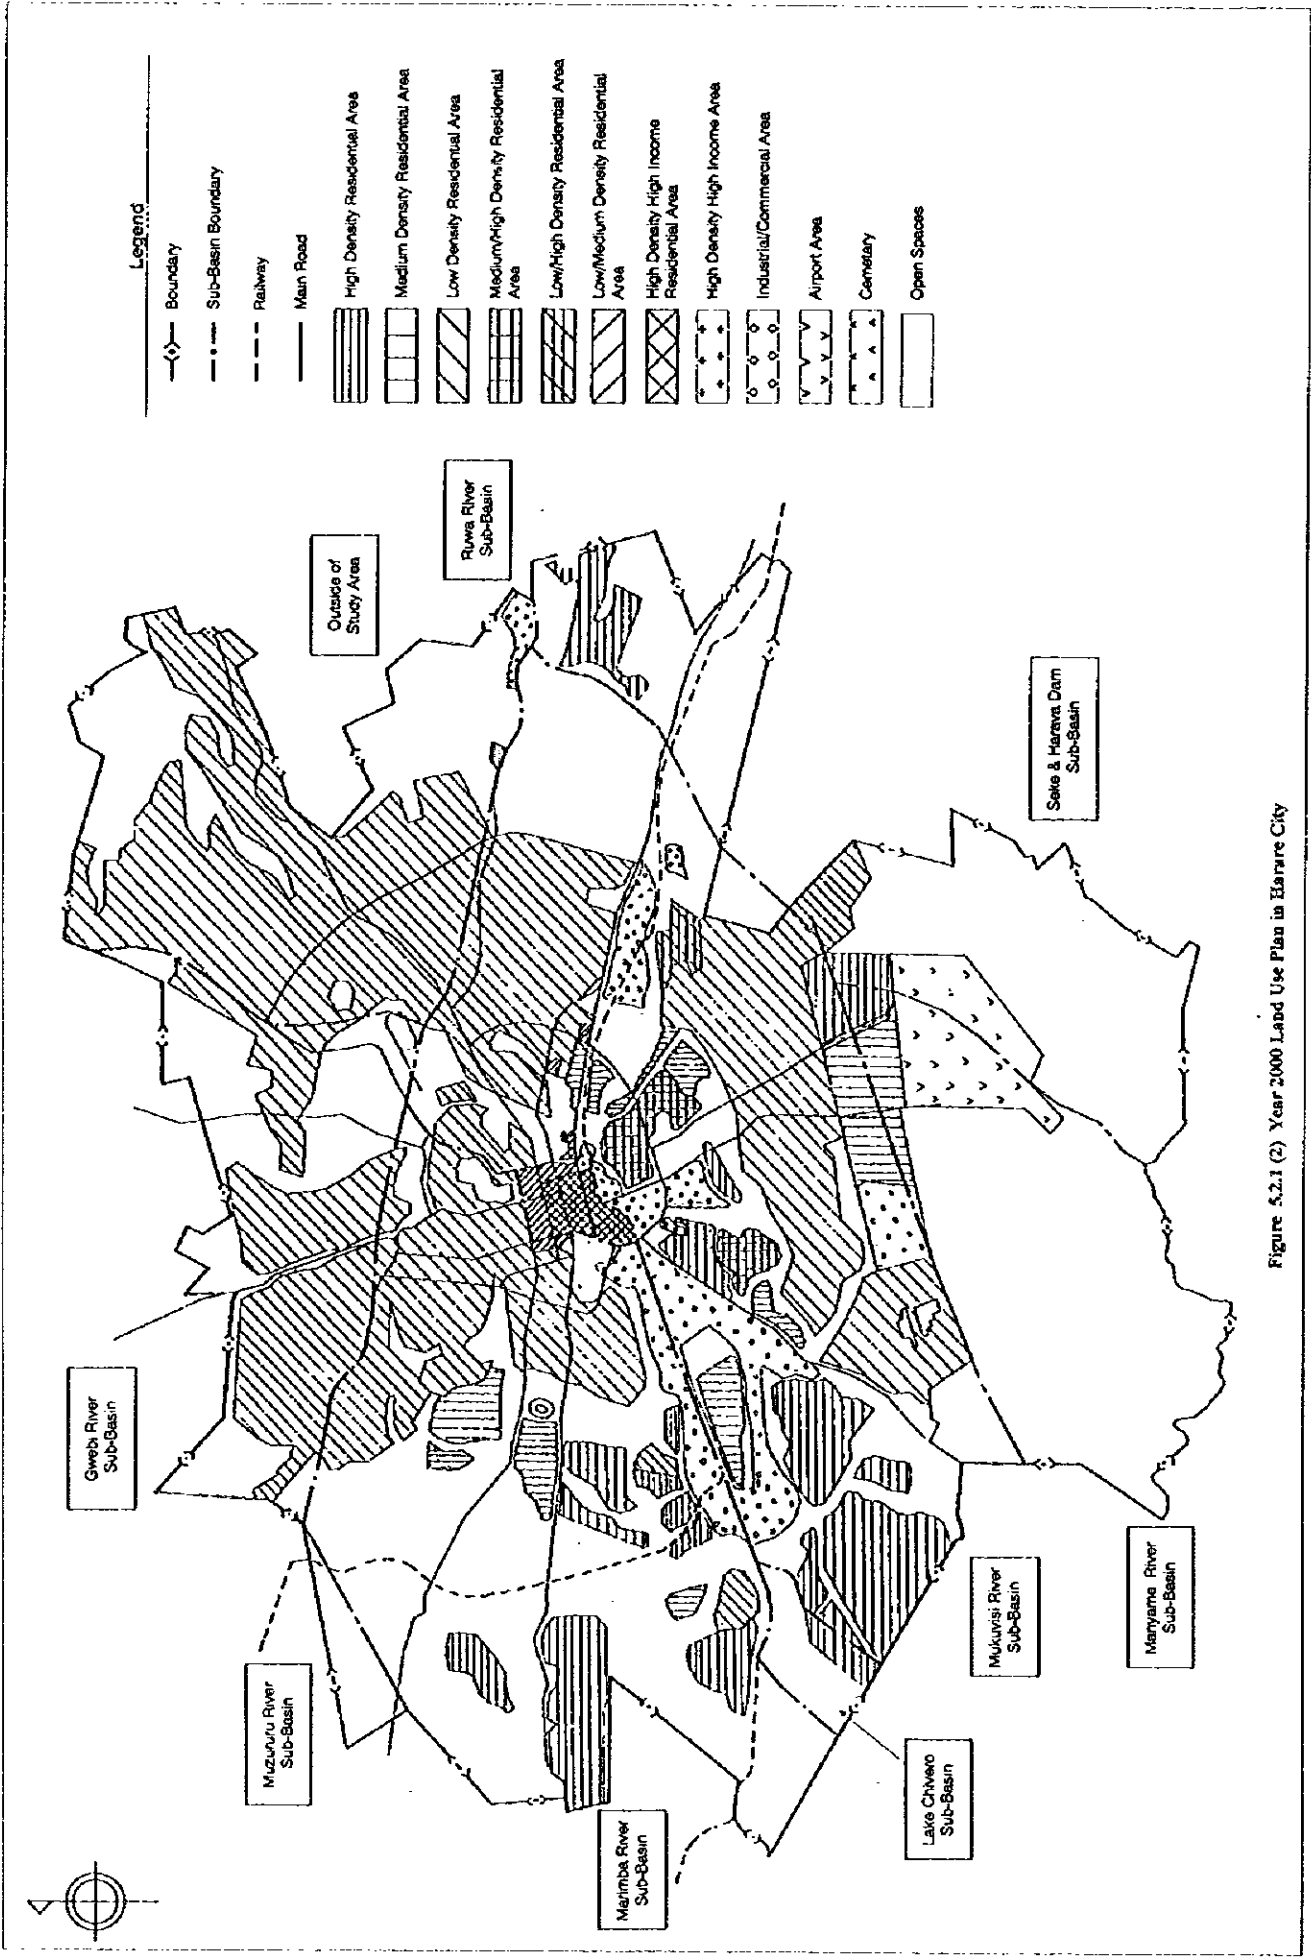 Legend
Boundary
Sub-Basin Boundary
Railway
Main Road
High Density Residential Area
Medium Density Residential Area
Low Density Residential Area
Medium/High Density Residential
Area
Low/High Density Residential Area
Low/Medium Density Residential
Area
High Density High Income
Residential Area
High Density High Income Area
Industrial/Commercial Area
Airport Area
Cemetary
Open Spaces
Outside of
Study Area
Ruwa River
Sub-Basin
Seke & Harava Dam
Sub-Basin
Gwebi River
Sub-Basin
Muzururu River
Sub-Basin
Marimba River
Sub-Basin
Lake Chivero
Sub-Basin
Mukuvisi River
Sub-Basin
Manyame River
Sub-Basin
Figure 5.2.1 (2) Year 2000 Land Use Plan in Harare City